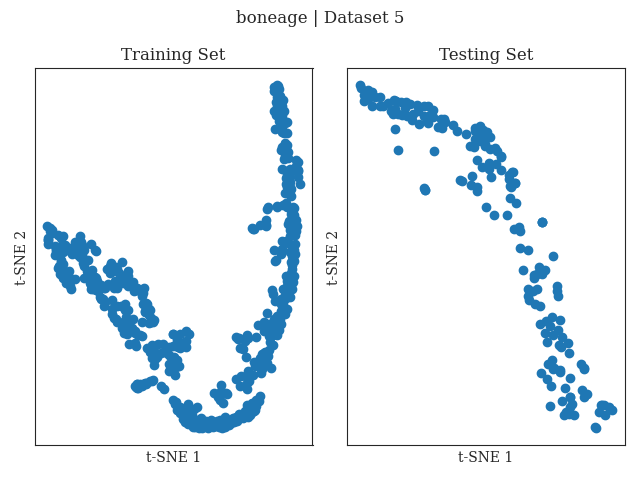 boneage | Dataset 5
Training Set
Testing Set
t-SNE 2
t-SNE 2
t-SNE 1
t-SNE 1